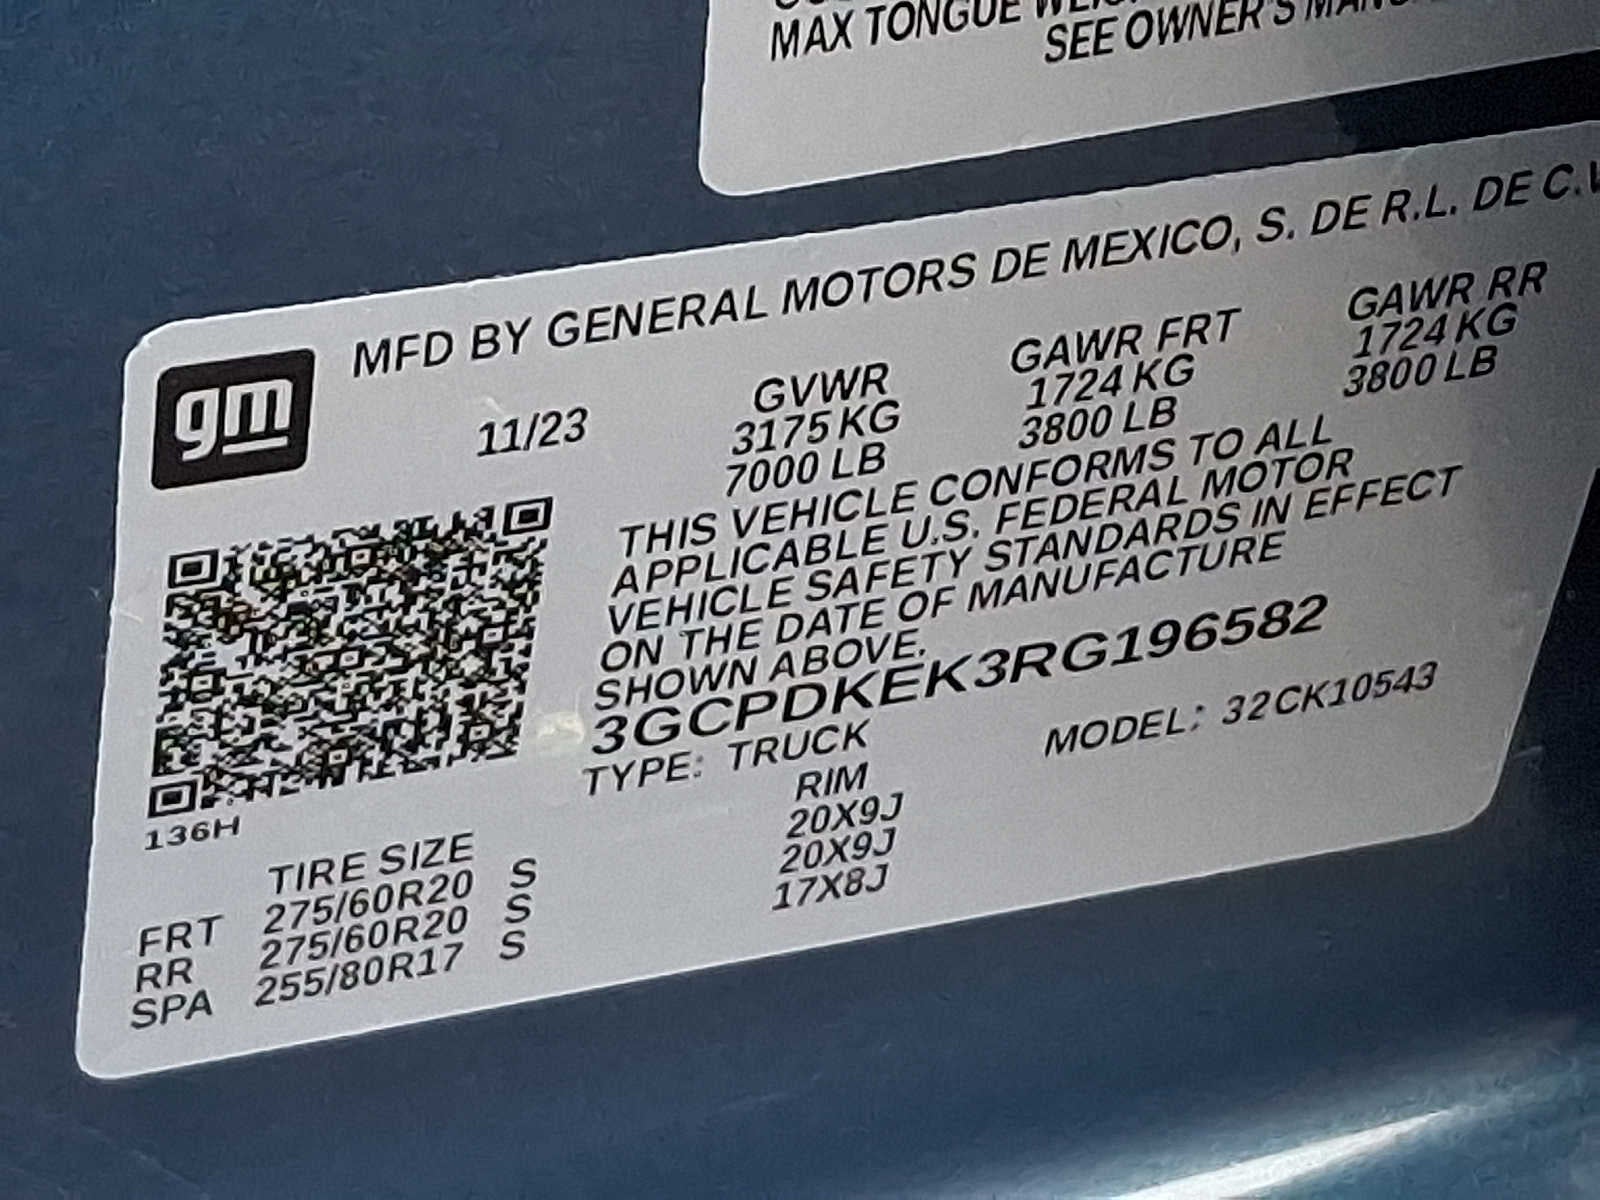 MAX TONGUE
SEE OWNER'S
MFD BY GENERAL MOTORS DE MEXICO, S. DE R.L. DE C.V
gm
11/23
GVWR GAWR FRT GAWR RR
3175 KG 1724 KG 1724 KG
7000 LB 3800 LB 3800 LB
THIS VEHICLE CONFORMS TO ALL
APPLICABLE U.S. FEDERAL MOTOR
VEHICLE SAFETY STANDARDS IN EFFECT
ON THE DATE OF MANUFACTURE
SHOWN ABOVE.
3GCPDKEK3RG196582
TYPE: TRUCK MODEL: 32CK10543
136H
TIRE SIZE RIM
FRT 275/60R20 S 20X9J
RR 275/60R20 S 20X9J
SPA 255/80R17 S 17X8J